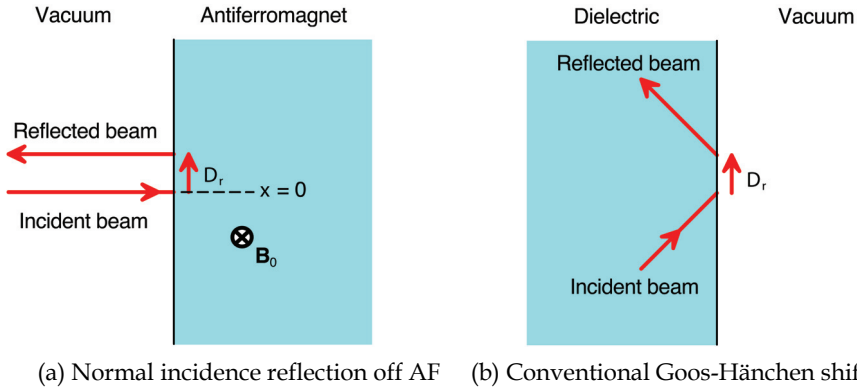 Vacuum Antiferromagnet
Reflected beam
D_r
x = 0
Incident beam
B_0
(a) Normal incidence reflection off AF
Dielectric Vacuum
Reflected beam
D_r
Incident beam
(b) Conventional Goos-Hänchen shif